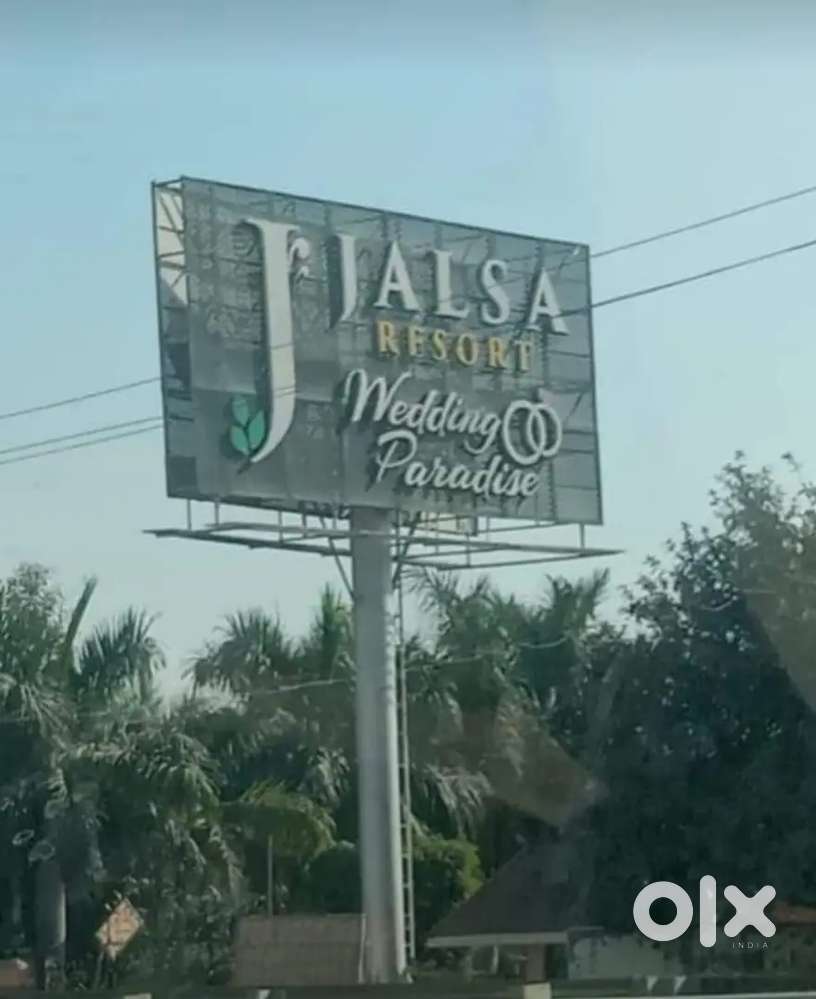 J
JALSA
RESORT
Wedding
Paradise
olx
INDIA